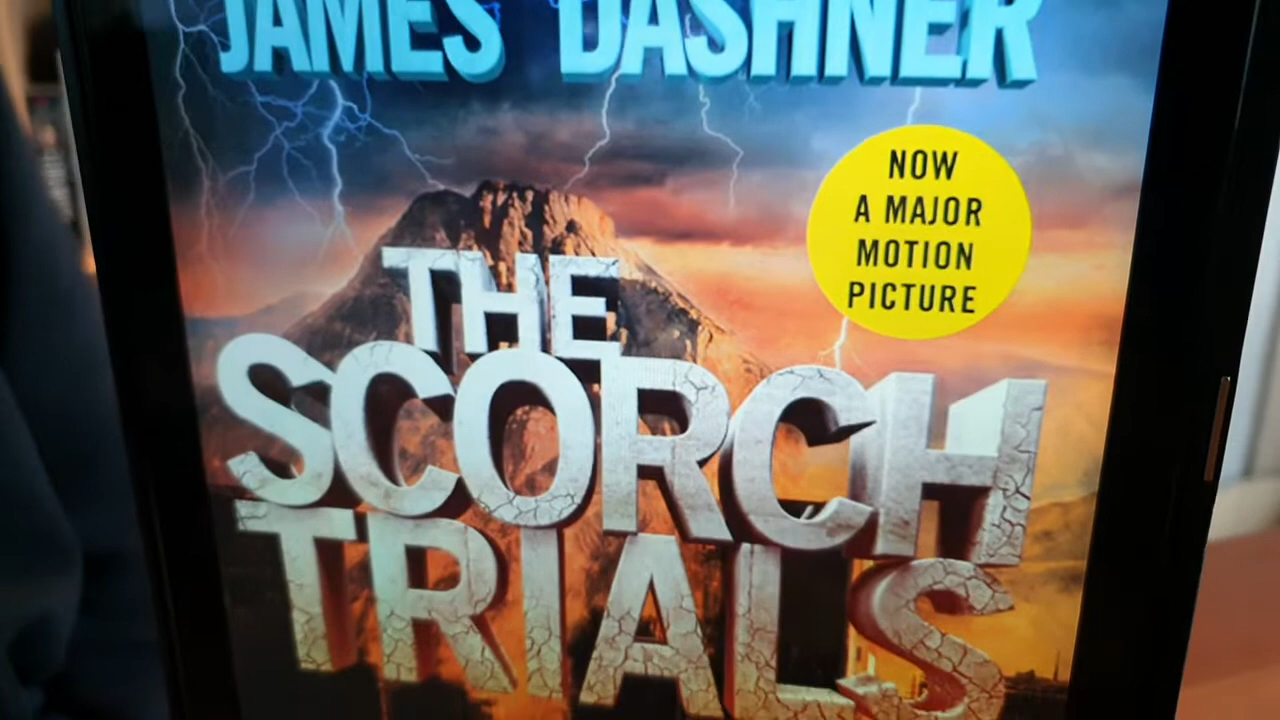 JAMES DASHNER
NOW
A MAJOR
MOTION
PICTURE
THE
SCORCH
TRIALS